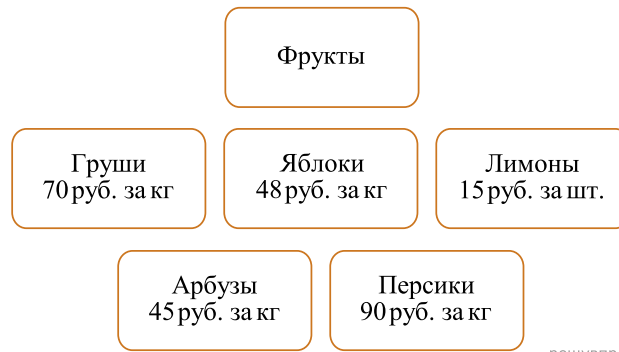 Фрукты
Груши
70 руб. за кг
Яблоки
48 руб. за кг
Лимоны
15 руб. за шт.
Арбузы
45 руб. за кг
Персики
90 руб. за кг